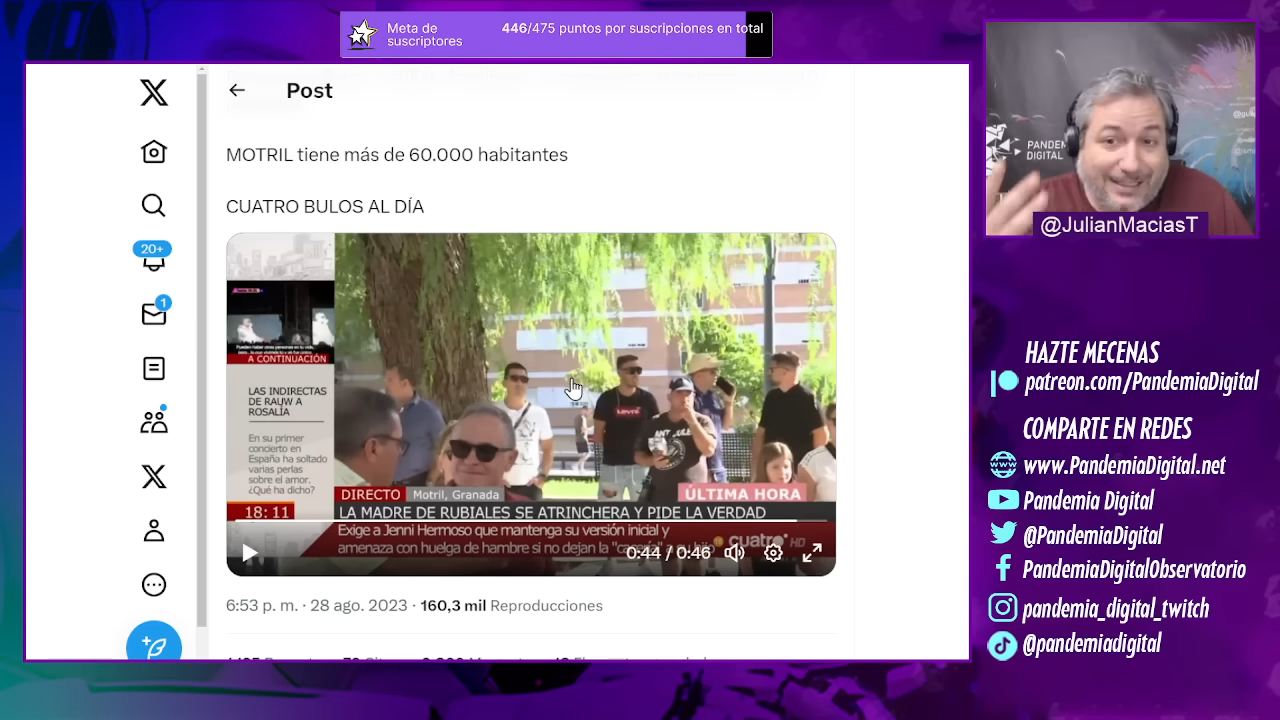 Meta de
suscriptores
446/475 puntos por suscripciones en total
Post
MOTRIL tiene más de 60.000 habitantes
CUATRO BULOS AL DÍA
20+
1
A CONTINUACIÓN
LAS INDIRECTAS
DE RAUW A
ROSALÍA
En su primer
concierto en
España ha soltado
varias perlas
sobre el amor.
¿Qué ha dicho?
18:11
Levi's
DIRECTO Motril, Granada
ÚLTIMA HORA
LA MADRE DE RUBIALES SE ATRINCHERA Y PIDE LA VERDAD
Exige a Jenni Hermoso que mantenga su versión inicial y
amenaza con huelga de hambre si no dejan la "cacería" a su hijo
cuatro HD
0:44 / 0:46
6:53 p. m. · 28 ago. 2023 · 160,3 mil Reproducciones
PANDEM
DIGITAL
@JulianMaciasT
HAZTE MECENAS
patreon.com/PandemiaDigital
COMPARTE EN REDES
www.PandemiaDigital.net
Pandemia Digital
@PandemiaDigital
PandemiaDigitalObservatorio
pandemia_digital_twitch
@pandemiadigital